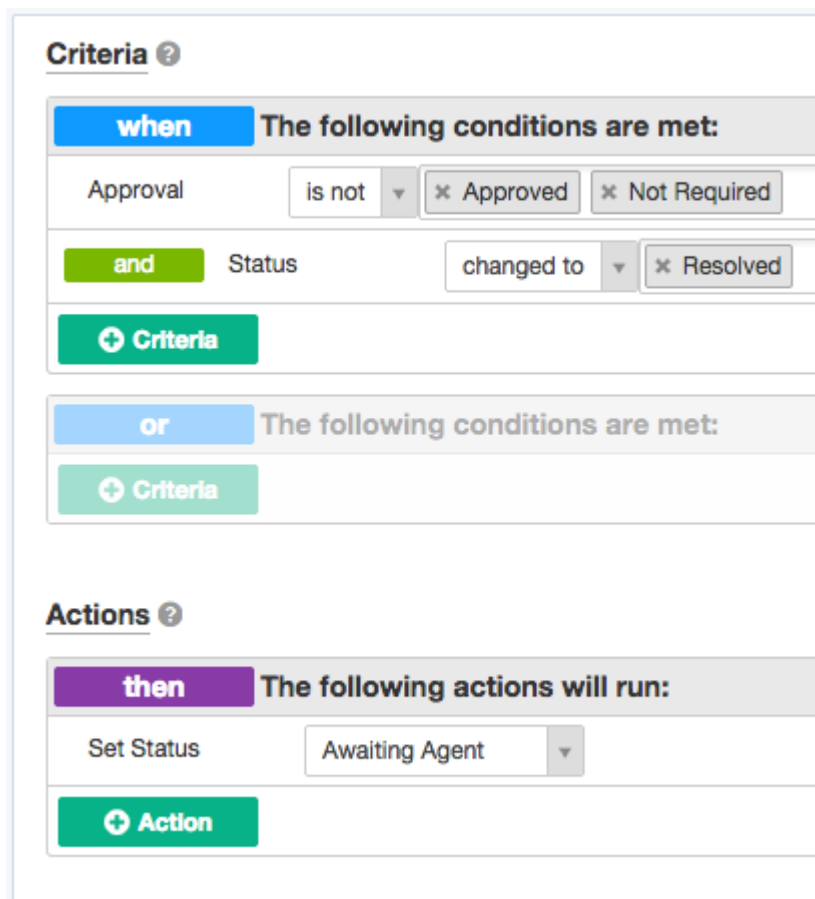 Criteria ?
when The following conditions are met:
Approval is not × Approved × Not Required
and Status changed to × Resolved
+ Criteria
or The following conditions are met:
+ Criteria
Actions ?
then The following actions will run:
Set Status Awaiting Agent
+ Action